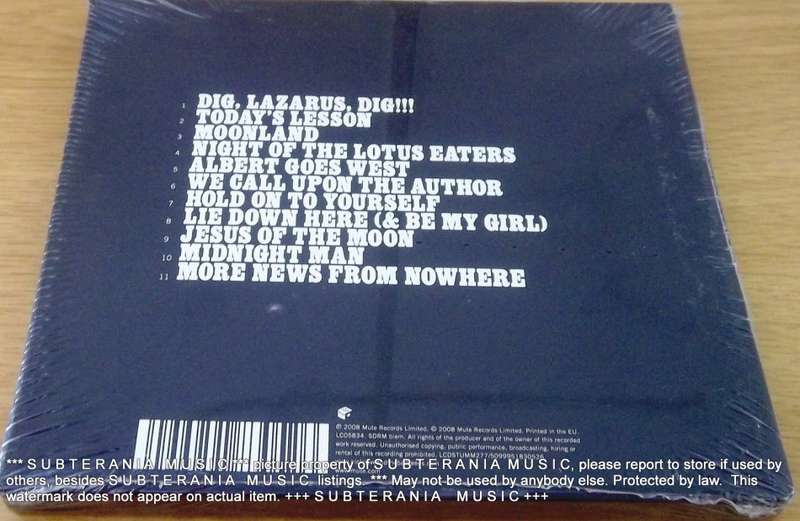 1 DIG, LAZARUS, DIG!!!
2 TODAY'S LESSON
3 MOONLAND
4 NIGHT OF THE LOTUS EATERS
5 ALBERT GOES WEST
6 WE CALL UPON THE AUTHOR
7 HOLD ON TO YOURSELF
8 LIE DOWN HERE (& BE MY GIRL)
9 JESUS OF THE MOON
10 MIDNIGHT MAN
11 MORE NEWS FROM NOWHERE
℗ 2008 Mute Records Limited. © 2008 Mute Records Limited. Printed in the EU.
LC05834. SDRM Biem. All rights of the producer and of the owner of this recorded
work reserved. Unauthorised copying, public performance, broadcasting, hiring or
rental of this recording prohibited. LCDSTUMM277/5099951830526
*** S U B T E R A N I A M U S I C *** picture property of S U B T E R A N I A M U S I C, please report to store if used by
others, besides S U B T E R A N I A M U S I C listings. *** May not be used by anybody else. Protected by law. This
watermark does not appear on actual item. +++ S U B T E R A N I A M U S I C +++